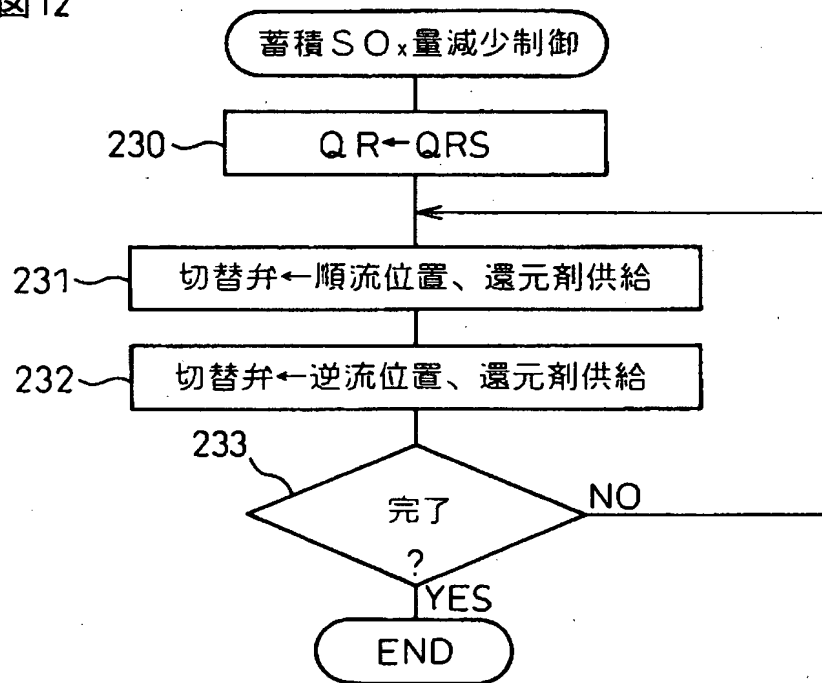 図12
蓄積SOx量減少制御
230
QR←QRS
231
切替弁←順流位置、還元剤供給
232
切替弁←逆流位置、還元剤供給
233
完了
?
NO
YES
END